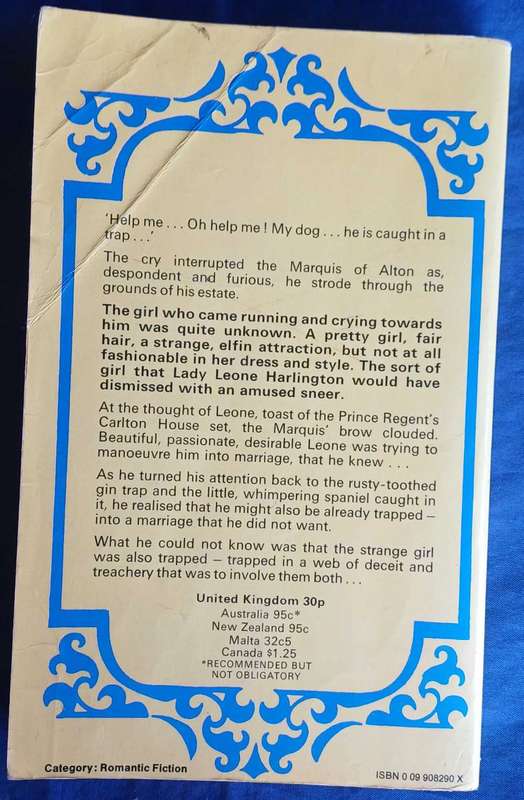 'Help me . . . Oh help me ! My dog . . . he is caught in a
trap . . .'
The cry interrupted the Marquis of Alton as,
despondent and furious, he strode through the
grounds of his estate.
The girl who came running and crying towards
him was quite unknown. A pretty girl, fair
hair, a strange, elfin attraction, but not at all
fashionable in her dress and style. The sort of
girl that Lady Leone Harlington would have
dismissed with an amused sneer.
At the thought of Leone, toast of the Prince Regent's
Carlton House set, the Marquis' brow clouded.
Beautiful, passionate, desirable Leone was trying to
manoeuvre him into marriage, that he knew . . .
As he turned his attention back to the rusty-toothed
gin trap and the little, whimpering spaniel caught in
it, he realised that he might also be already trapped –
into a marriage that he did not want.
What he could not know was that the strange girl
was also trapped – trapped in a web of deceit and
treachery that was to involve them both . . .
United Kingdom 30p
Australia 95c*
New Zealand 95c
Malta 32c5
Canada $1.25
*RECOMMENDED BUT
NOT OBLIGATORY
Category: Romantic Fiction
ISBN 0 09 908290 X